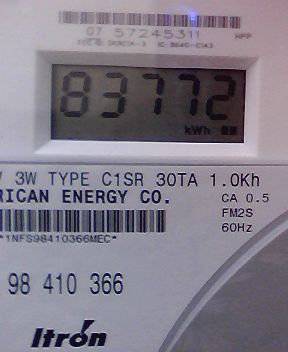 07 57245311
83772
kWh
3W TYPE C1SR 30TA 1.0Kh
RICAN ENERGY CO. CA 0.5
FM2S
*1NFS98410366MEC* 60Hz
98 410 366
Itrón